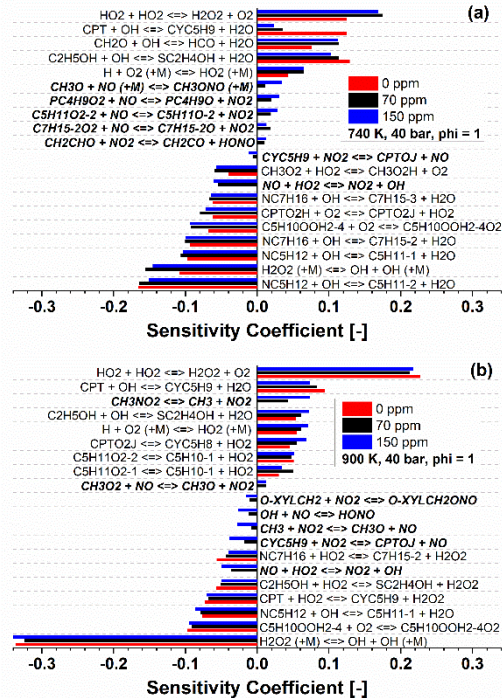 (a)
HO2 + HO2 <=> H2O2 + O2
CPT + OH <=> CYC5H9 + H2O
CH2O + OH <=> HCO + H2O
C2H5OH + OH <=> SC2H4OH + H2O
H + O2 (+M) <=> HO2 (+M)
CH3O + NO (+M) <=> CH3ONO (+M)
PC4H9O2 + NO <=> PC4H9O + NO2
C5H11O2-2 + NO <=> C5H11O-2 + NO2
C7H15-2O2 + NO <=> C7H15-2O + NO2
CH2CHO + NO2 <=> CH2CO + HONO
0 ppm
70 ppm
150 ppm
740 K, 40 bar, phi = 1
CYC5H9 + NO2 <=> CPTOJ + NO
CH3O2 + HO2 <=> CH3O2H + O2
NO + HO2 <=> NO2 + OH
NC7H16 + OH <=> C7H15-3 + H2O
CPTO2H + O2 <=> CPTO2J + HO2
C5H10OOH2-4 + O2 <=> C5H10OOH2-4O2
NC7H16 + OH <=> C7H15-2 + H2O
NC5H12 + OH <=> C5H11-1 + H2O
H2O2 (+M) <=> OH + OH (+M)
NC5H12 + OH <=> C5H11-2 + H2O
-0.3 -0.2 -0.1 0.0 0.1 0.2 0.3
Sensitivity Coefficient [-]
(b)
HO2 + HO2 <=> H2O2 + O2
CPT + OH <=> CYC5H9 + H2O
CH3NO2 <=> CH3 + NO2
C2H5OH + OH <=> SC2H4OH + H2O
H + O2 (+M) <=> HO2 (+M)
CPTO2J <=> CYC5H8 + HO2
C5H11O2-2 <=> C5H10-1 + HO2
C5H11O2-1 <=> C5H10-1 + HO2
CH3O2 + NO <=> CH3O + NO2
0 ppm
70 ppm
150 ppm
900 K, 40 bar, phi = 1
O-XYLCH2 + NO2 <=> O-XYLCH2ONO
OH + NO <=> HONO
CH3 + NO2 <=> CH3O + NO
CYC5H9 + NO2 <=> CPTOJ + NO
NC7H16 + HO2 <=> C7H15-2 + H2O2
NO + HO2 <=> NO2 + OH
C2H5OH + HO2 <=> SC2H4OH + H2O2
CPT + HO2 <=> CYC5H9 + H2O2
NC5H12 + OH <=> C5H11-1 + H2O
C5H10OOH2-4 + O2 <=> C5H10OOH2-4O2
H2O2 (+M) <=> OH + OH (+M)
-0.3 -0.2 -0.1 0.0 0.1 0.2 0.3
Sensitivity Coefficient [-]